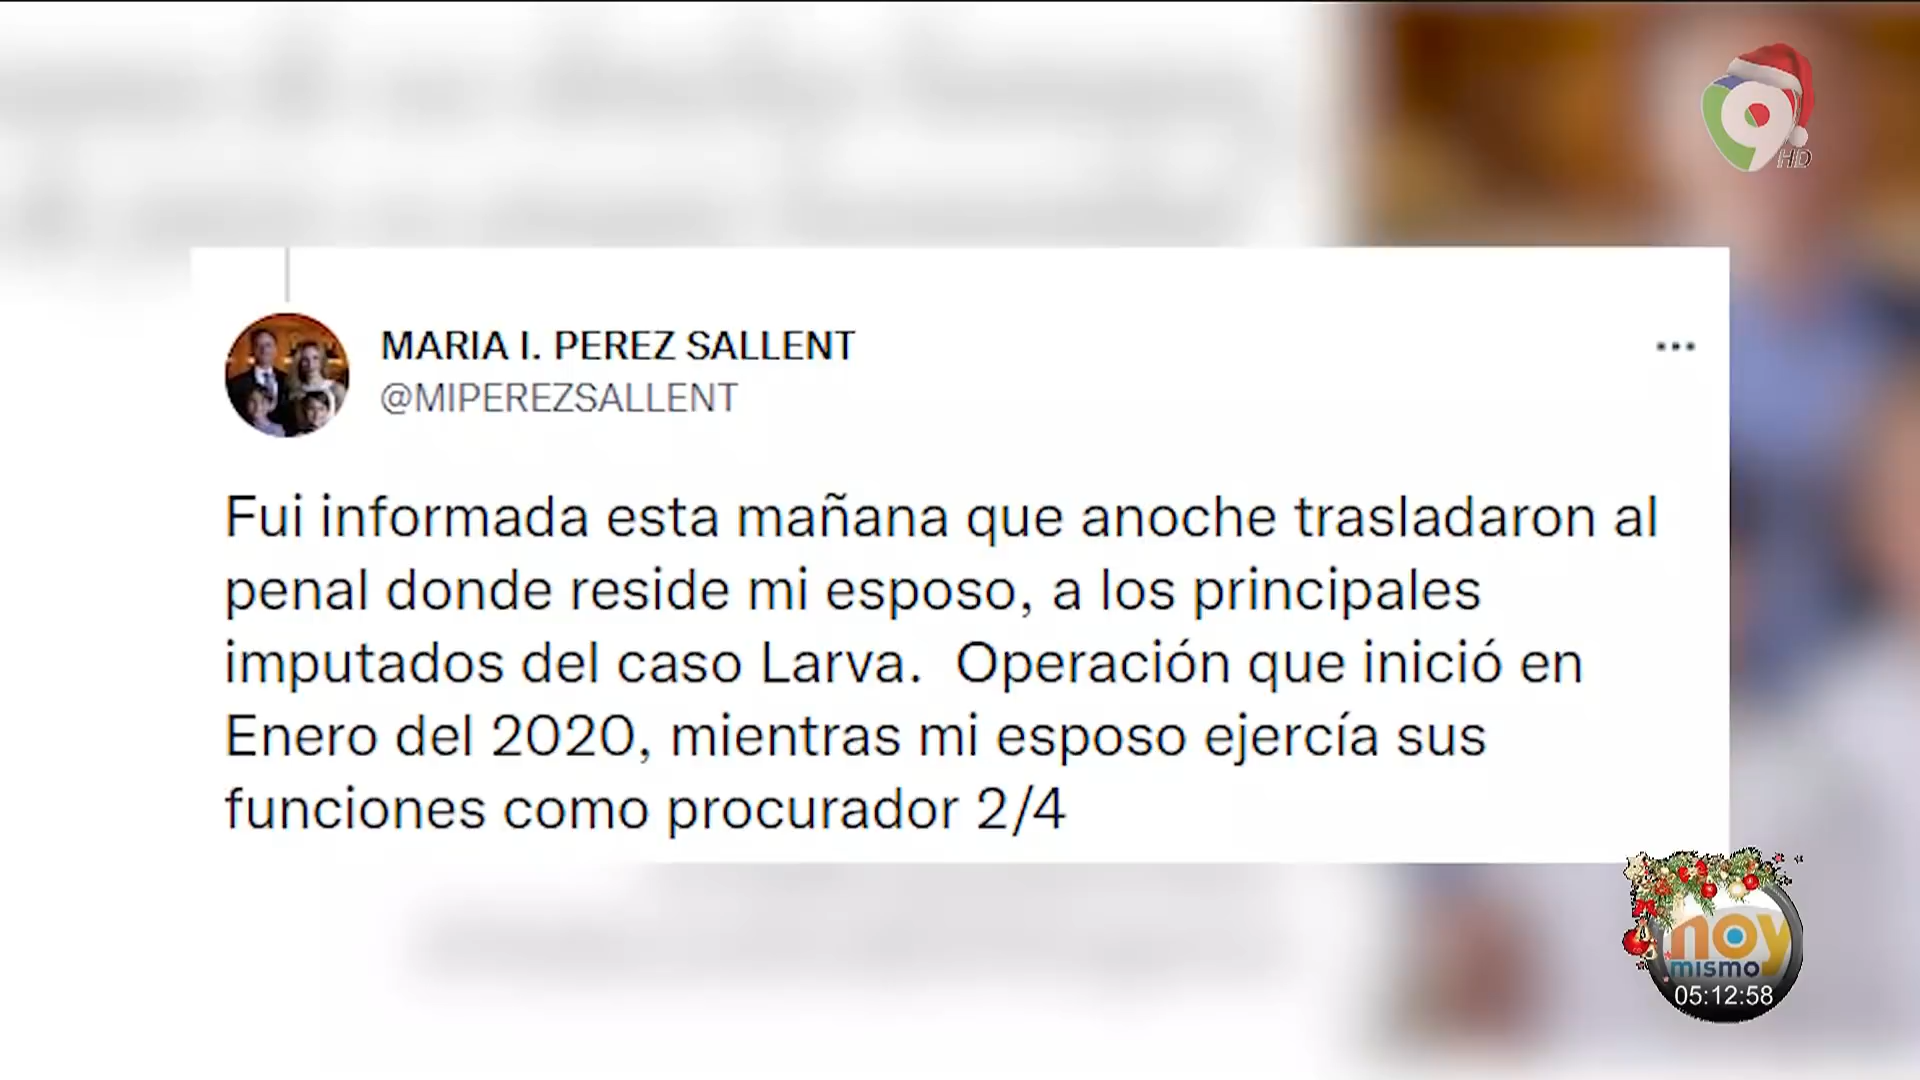 9
HD
MARIA I. PEREZ SALLENT
@MIPEREZSALLENT
Fui informada esta mañana que anoche trasladaron al
penal donde reside mi esposo, a los principales
imputados del caso Larva.  Operación que inició en
Enero del 2020, mientras mi esposo ejercía sus
funciones como procurador 2/4
hoy
mismo
05:12:58